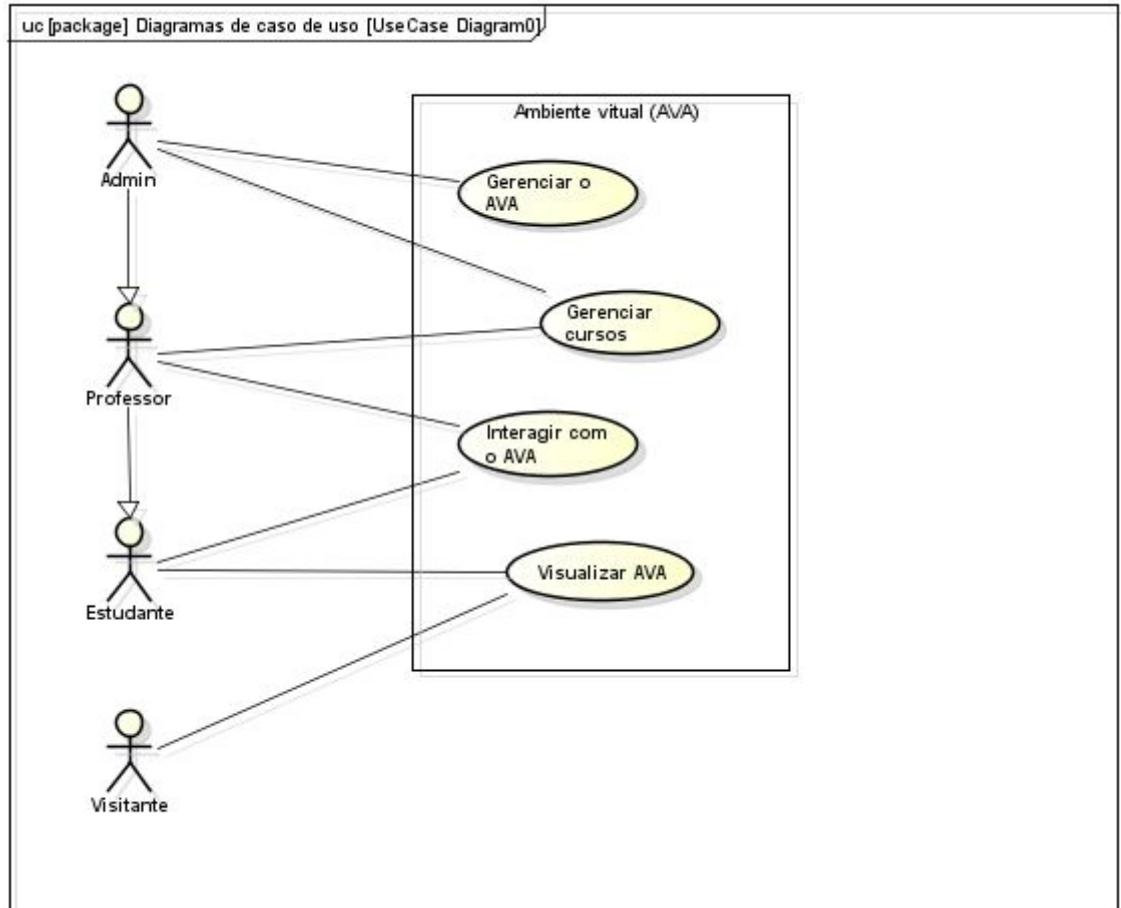 uc [package] Diagramas de caso de uso [UseCase Diagram0]
Ambiente vitual (AVA)
Admin
Gerenciar o
AVA
Gerenciar
cursos
Professor
Interagir com
o AVA
Visualizar AVA
Estudante
Visitante